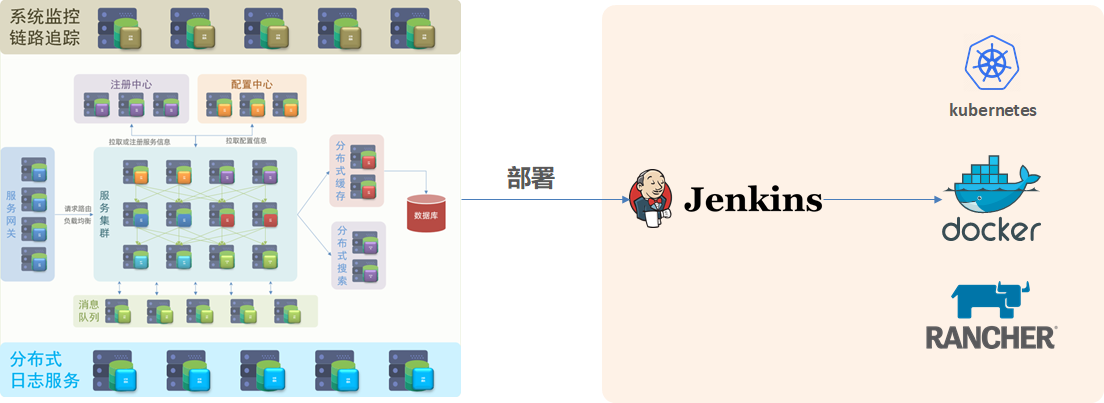 系统监控
链路追踪
注册中心
配置中心
拉取或注册服务信息
拉取配置信息
服务网关
请求路由
负载均衡
服务集群
分布式缓存
数据库
分布式搜索
消息
队列
分布式
日志服务
部署
Jenkins
kubernetes
docker
RANCHER